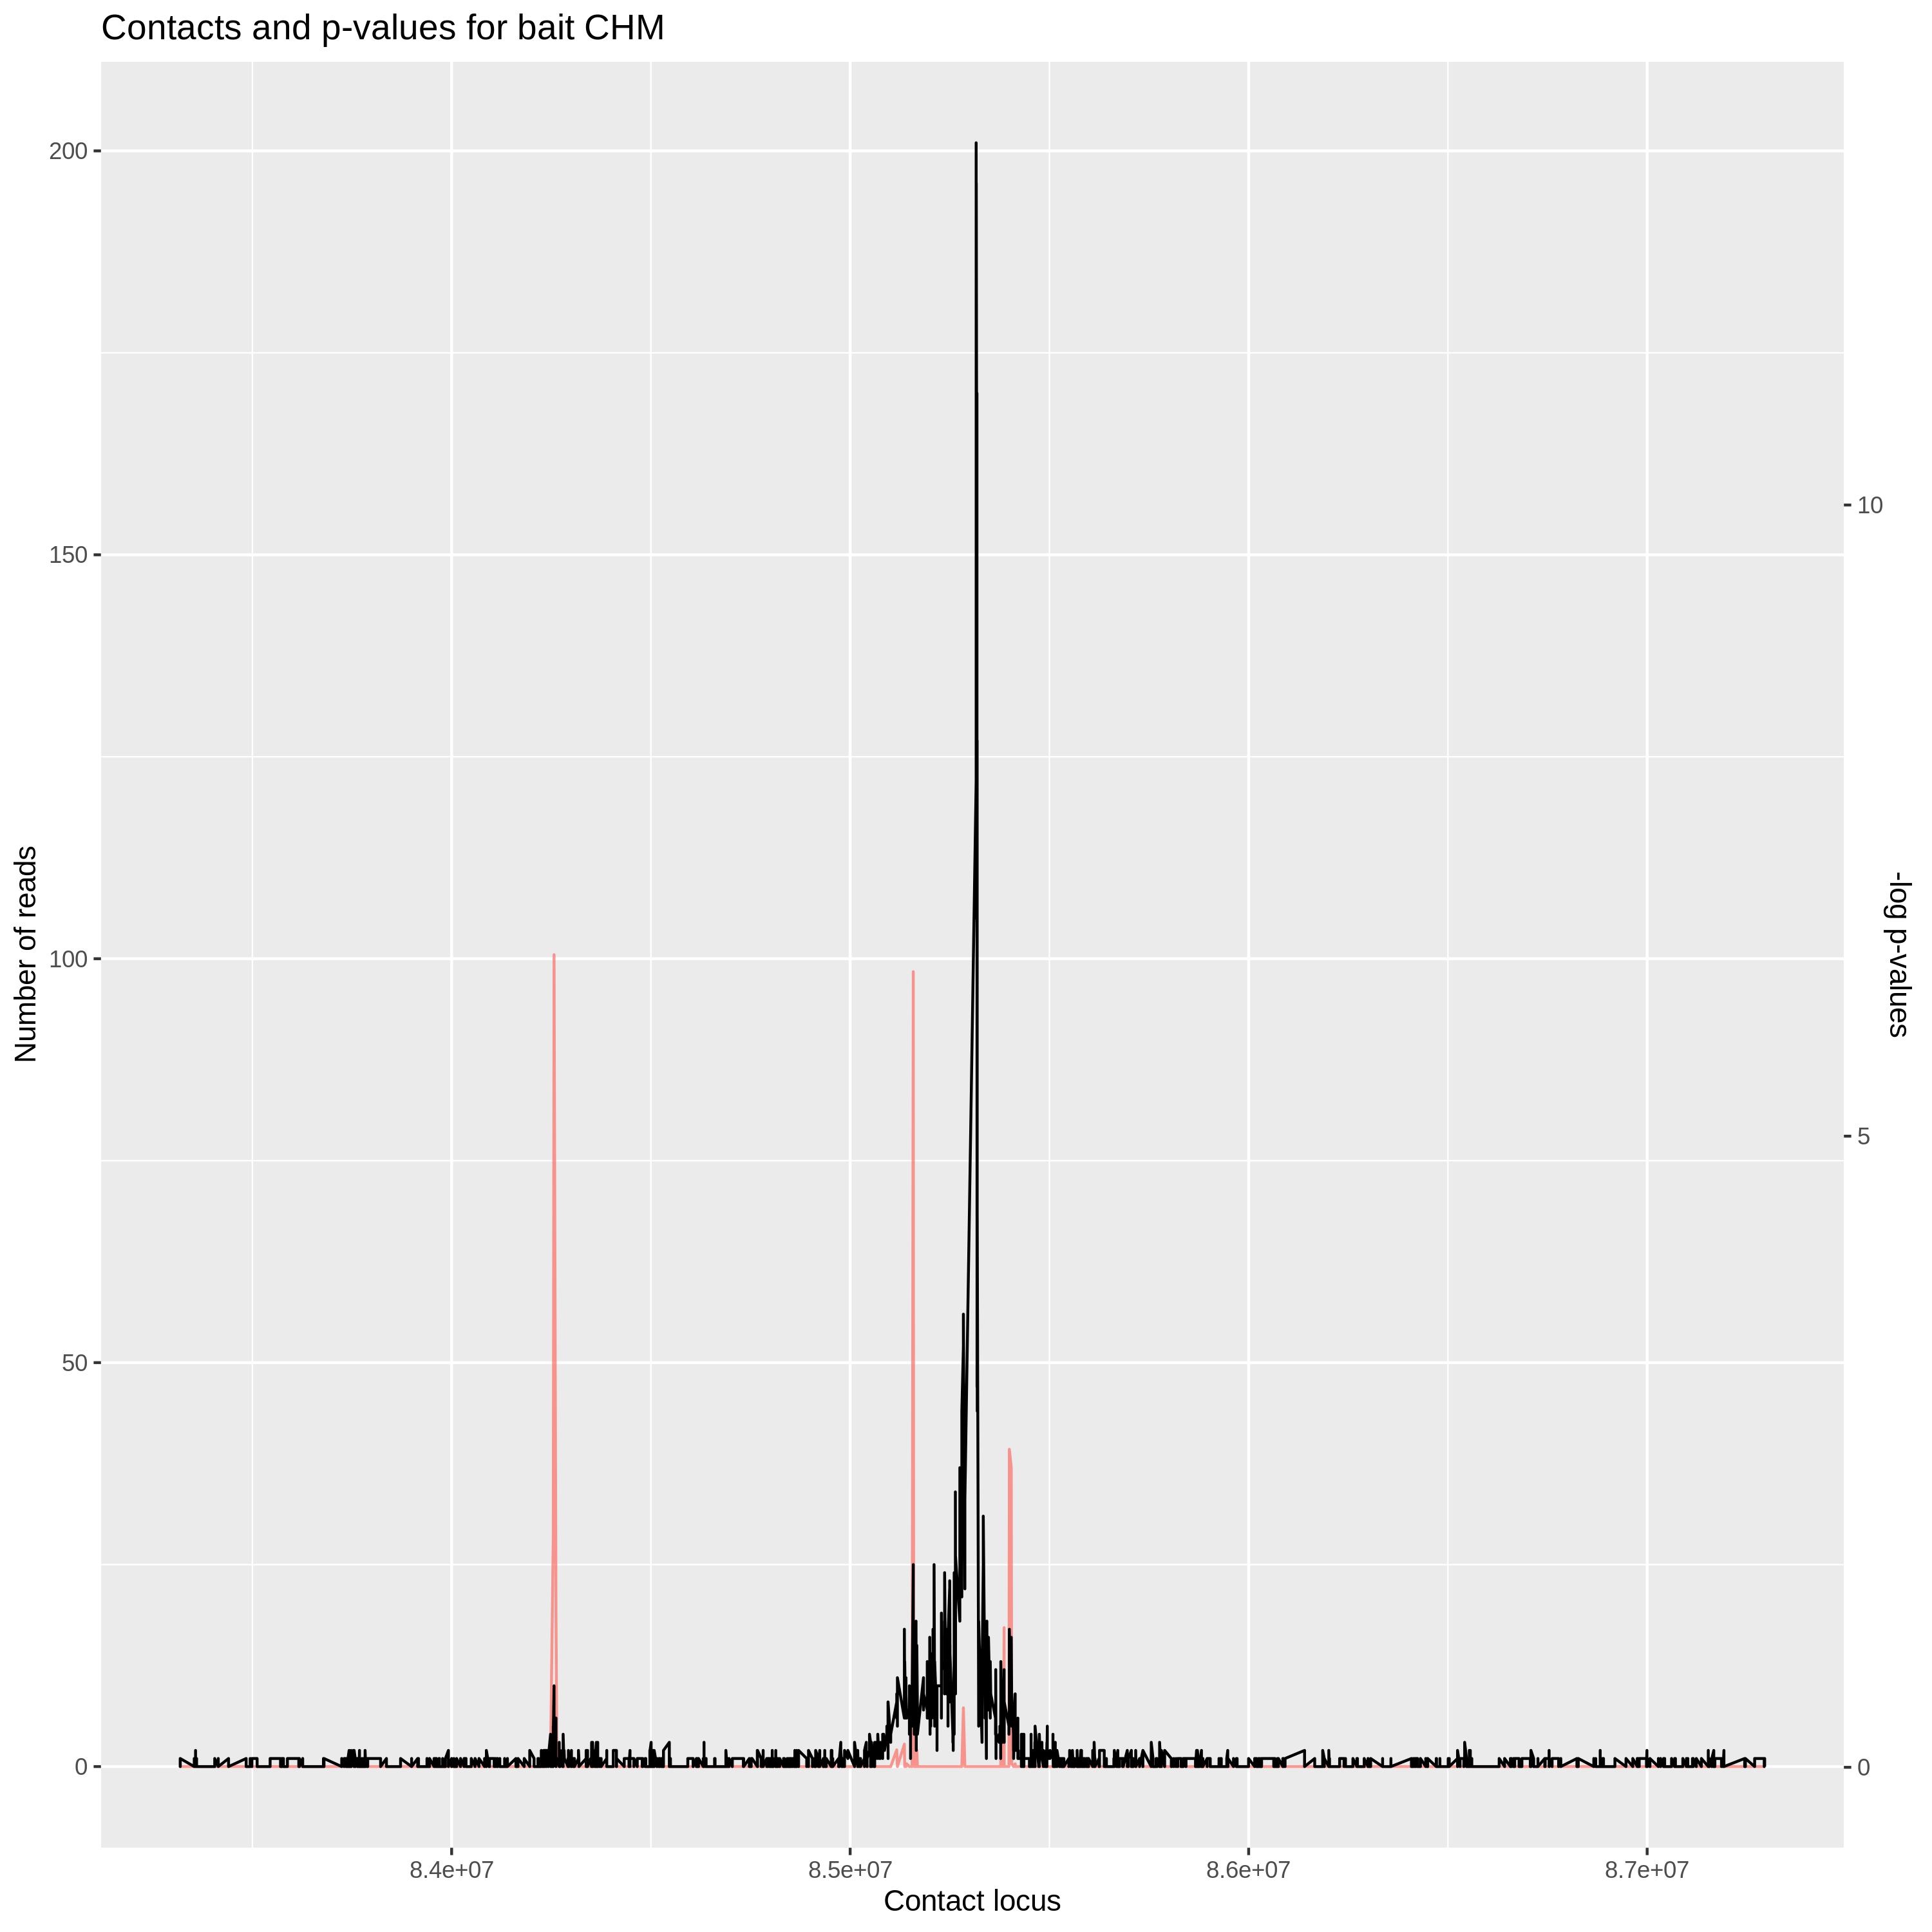 Contacts and p-values for bait CHM
200
150
100
50
0
Number of reads
10
5
0
-log p-values
8.4e+07
8.5e+07
8.6e+07
8.7e+07
Contact locus